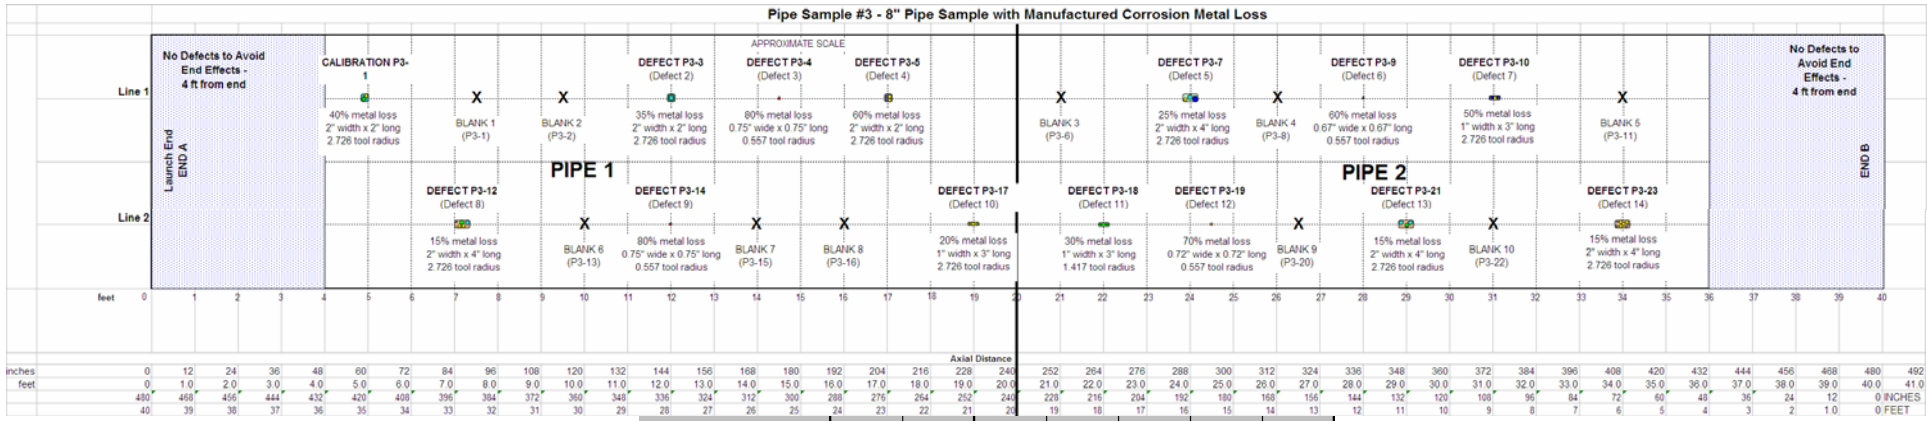 Pipe Sample #3 - 8" Pipe Sample with Manufactured Corrosion Metal Loss
APPROXIMATE SCALE
No Defects to Avoid
End Effects -
4 ft from end
Launch End
END A
Line 1
CALIBRATION P3-
1
40% metal loss
2" width x 2" long
2.726 tool radius
X
BLANK 1
(P3-1)
X
BLANK 2
(P3-2)
DEFECT P3-3
(Defect 2)
35% metal loss
2" width x 2" long
2.726 tool radius
DEFECT P3-4
(Defect 3)
80% metal loss
0.75" wide x 0.75" long
0.557 tool radius
DEFECT P3-5
(Defect 4)
60% metal loss
2" width x 2" long
2.726 tool radius
X
BLANK 3
(P3-6)
DEFECT P3-7
(Defect 5)
25% metal loss
2" width x 4" long
2.726 tool radius
X
BLANK 4
(P3-8)
DEFECT P3-9
(Defect 6)
60% metal loss
0.67" wide x 0.67" long
0.557 tool radius
DEFECT P3-10
(Defect 7)
50% metal loss
1" width x 3" long
2.726 tool radius
X
BLANK 5
(P3-11)
No Defects to
Avoid End
Effects -
4 ft from end
END B
PIPE 1
PIPE 2
Line 2
DEFECT P3-12
(Defect 8)
15% metal loss
2" width x 4" long
2.726 tool radius
X
BLANK 6
(P3-13)
DEFECT P3-14
(Defect 9)
80% metal loss
0.75" wide x 0.75" long
0.557 tool radius
X
BLANK 7
(P3-15)
X
BLANK 8
(P3-16)
DEFECT P3-17
(Defect 10)
20% metal loss
1" width x 3" long
2.726 tool radius
DEFECT P3-18
(Defect 11)
30% metal loss
1" width x 3" long
1.417 tool radius
DEFECT P3-19
(Defect 12)
70% metal loss
0.72" wide x 0.72" long
0.557 tool radius
X
BLANK 9
(P3-20)
DEFECT P3-21
(Defect 13)
15% metal loss
2" width x 4" long
2.726 tool radius
X
BLANK 10
(P3-22)
DEFECT P3-23
(Defect 14)
15% metal loss
2" width x 4" long
2.726 tool radius
feet 0 1 2 3 4 5 6 7 8 9 10 11 12 13 14 15 16 17 18 19 20 21 22 23 24 25 26 27 28 29 30 31 32 33 34 35 36 37 38 39 40
Axial Distance
inches 0 12 24 36 48 60 72 84 96 108 120 132 144 156 168 180 192 204 216 228 240 252 264 276 288 300 312 324 336 348 360 372 384 396 408 420 432 444 456 468 480 492
feet 0 1.0 2.0 3.0 4.0 5.0 6.0 7.0 8.0 9.0 10.0 11.0 12.0 13.0 14.0 15.0 16.0 17.0 18.0 19.0 20.0 21.0 22.0 23.0 24.0 25.0 26.0 27.0 28.0 29.0 30.0 31.0 32.0 33.0 34.0 35.0 36.0 37.0 38.0 39.0 40.0 41.0
480 468 456 444 432 420 408 396 384 372 360 348 336 324 312 300 288 276 264 252 240 228 216 204 192 180 168 156 144 132 120 108 96 84 72 60 48 36 24 12 0 INCHES
40 39 38 37 36 35 34 33 32 31 30 29 28 27 26 25 24 23 22 21 20 19 18 17 16 15 14 13 12 11 10 9 8 7 6 5 4 3 2 1.0 0 FEET